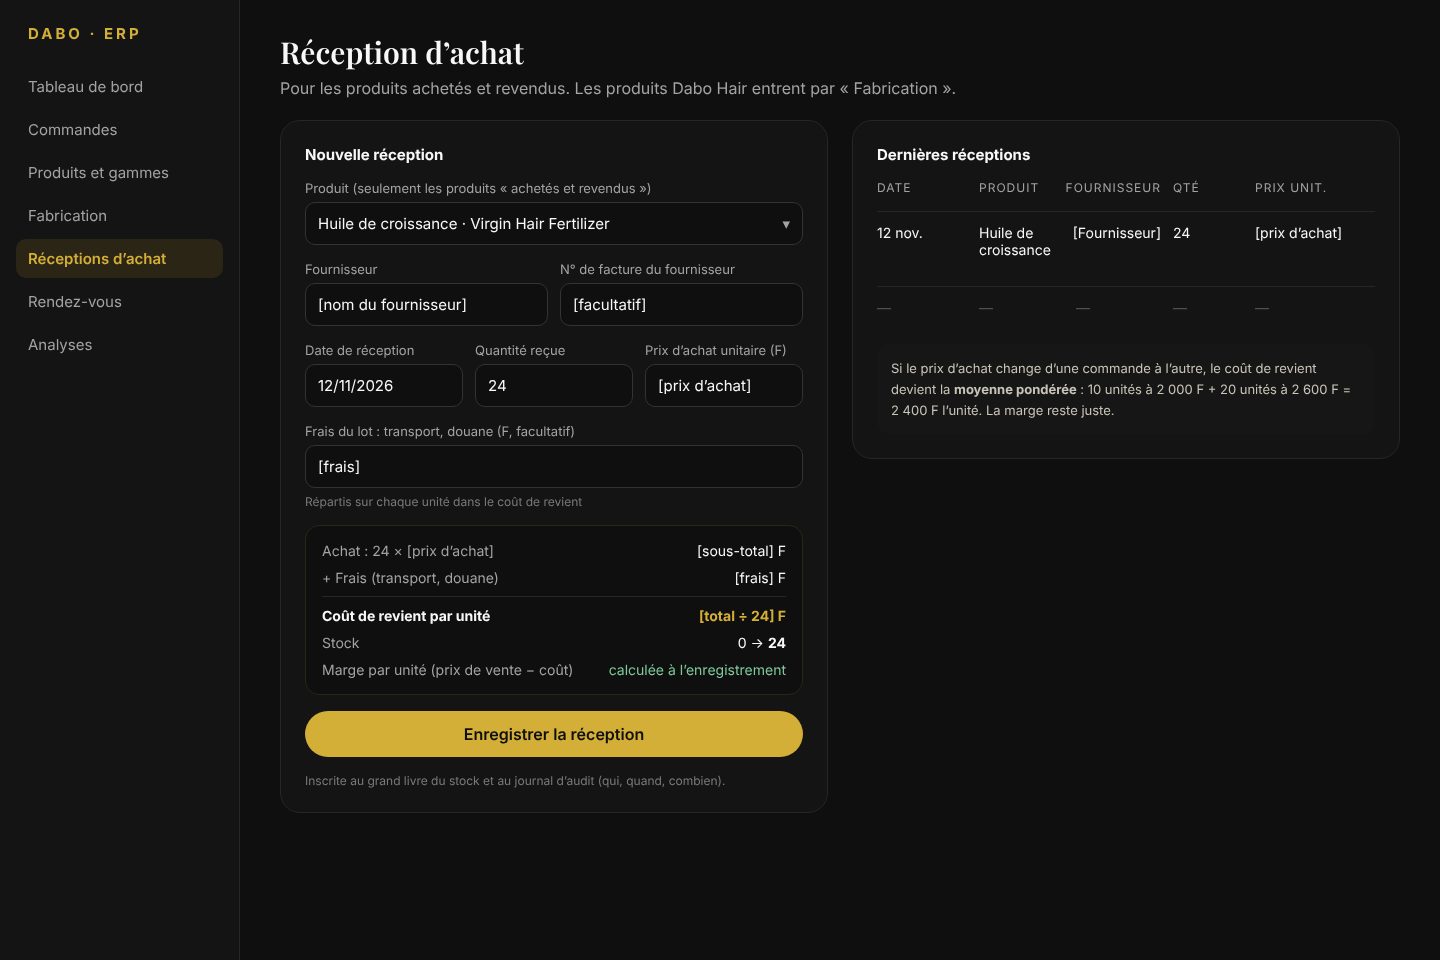 DABO · ERP
Tableau de bord
Commandes
Produits et gammes
Fabrication
Réceptions d’achat
Rendez-vous
Analyses
Réception d’achat
Pour les produits achetés et revendus. Les produits Dabo Hair entrent par « Fabrication ».
Nouvelle réception
Produit (seulement les produits « achetés et revendus »)
Huile de croissance · Virgin Hair Fertilizer ▾
Fournisseur N° de facture du fournisseur
[nom du fournisseur] [facultatif]
Date de réception Quantité reçue Prix d’achat unitaire (F)
12/11/2026 24 [prix d’achat]
Frais du lot : transport, douane (F, facultatif)
[frais]
Répartis sur chaque unité dans le coût de revient
Achat : 24 × [prix d’achat] [sous-total] F
+ Frais (transport, douane) [frais] F
Coût de revient par unité [total ÷ 24] F
Stock 0 → 24
Marge par unité (prix de vente − coût) calculée à l’enregistrement
Enregistrer la réception
Inscrite au grand livre du stock et au journal d’audit (qui, quand, combien).
Dernières réceptions
DATE PRODUIT FOURNISSEUR QTÉ PRIX UNIT.
12 nov. Huile de croissance [Fournisseur] 24 [prix d’achat]
— — — — —
Si le prix d’achat change d’une commande à l’autre, le coût de revient
devient la moyenne pondérée : 10 unités à 2 000 F + 20 unités à 2 600 F =
2 400 F l’unité. La marge reste juste.